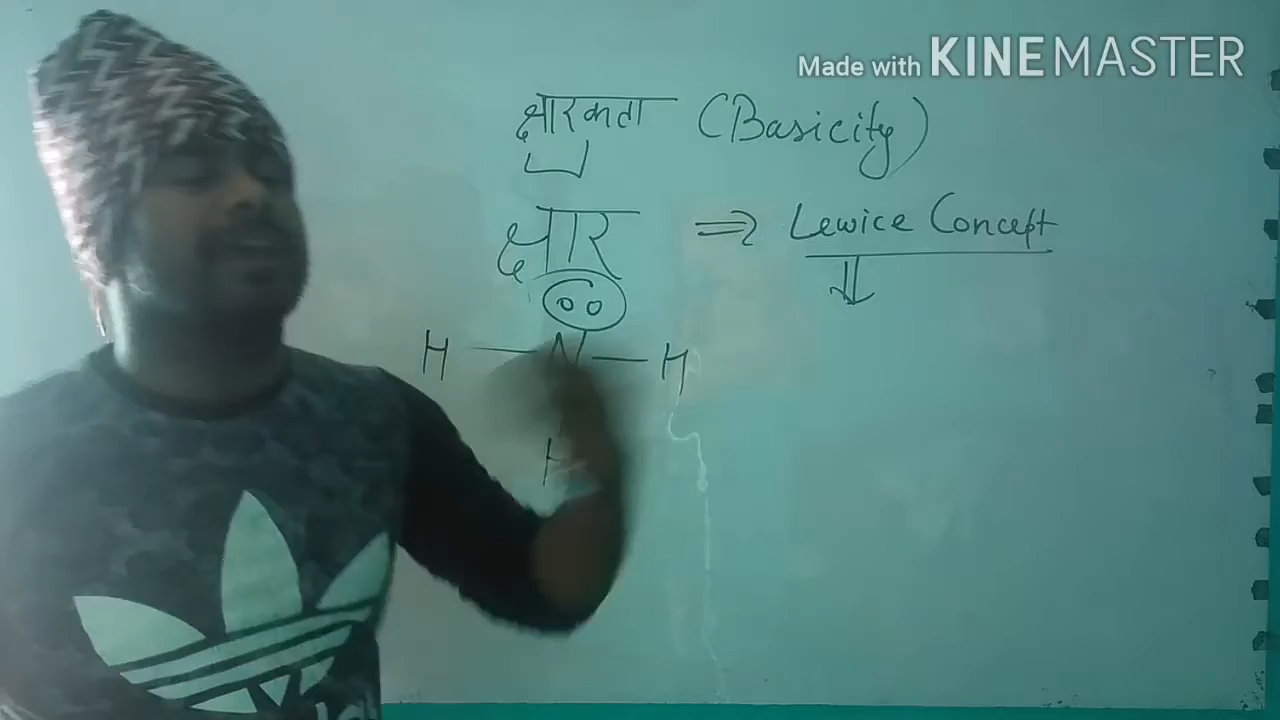 Made with KINEMASTER
क्षारकता (Basicity)
क्षार ⇒ Lewice Concept
H — N — H
H